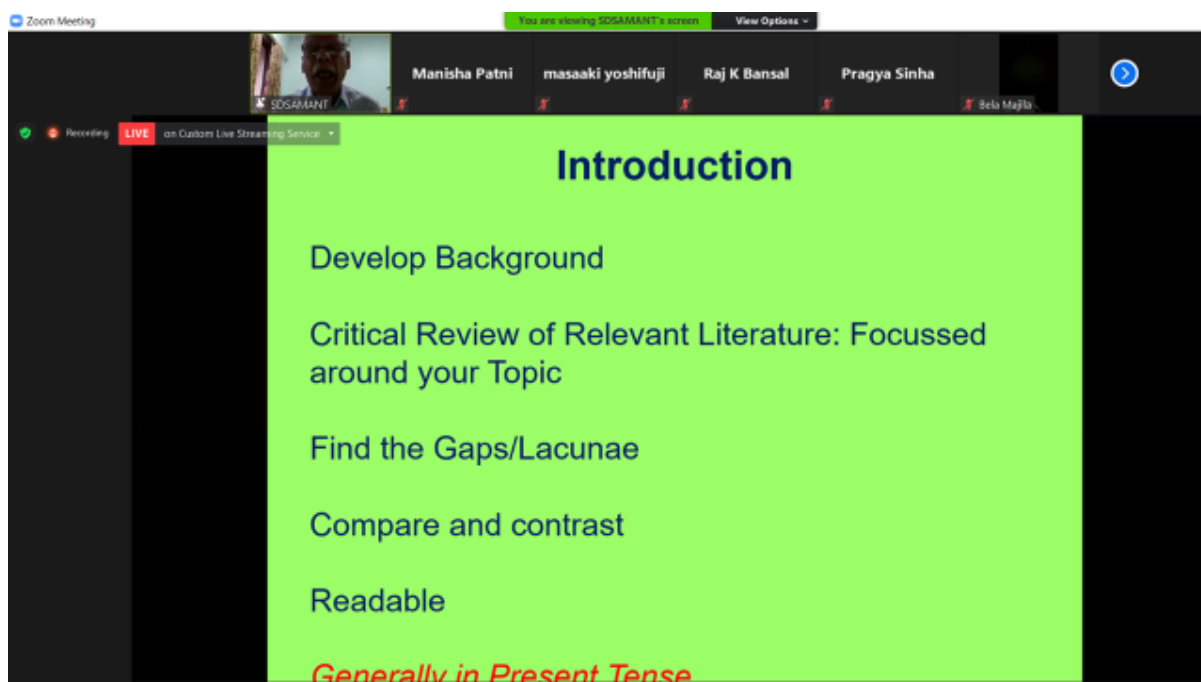 Zoom Meeting
You are viewing SDSAMANT's screen
View Options
Manisha Patni
masaaki yoshifuji
Raj K Bansal
Pragya Sinha
SDSAMANT
Bela Majila
Recording
LIVE
on Custom Live Streaming Service
Introduction
Develop Background
Critical Review of Relevant Literature: Focussed
around your Topic
Find the Gaps/Lacunae
Compare and contrast
Readable
Generally in Present Tense